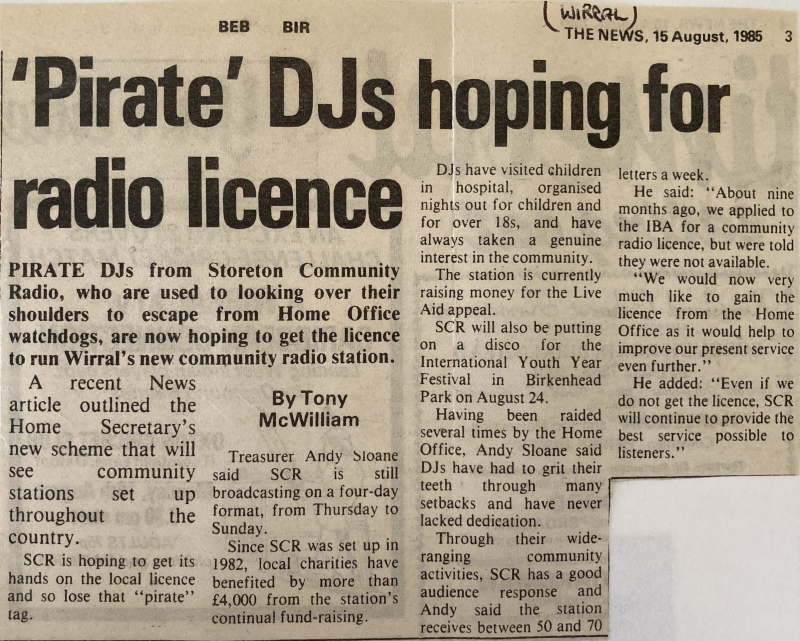 (WIRRAL)
BEB BIR
THE NEWS, 15 August, 1985 3
'Pirate' DJs hoping for
radio licence
PIRATE DJs from Storeton Community
Radio, who are used to looking over their
shoulders to escape from Home Office
watchdogs, are now hoping to get the licence
to run Wirral's new community radio station.
A recent News
article outlined the
Home Secretary's
new scheme that will
see community
stations set up
throughout the
country.
SCR is hoping to get its
hands on the local licence
and so lose that "pirate"
tag.
By Tony
McWilliam
Treasurer Andy Sloane
said SCR is still
broadcasting on a four-day
format, from Thursday to
Sunday.
Since SCR was set up in
1982, local charities have
benefited by more than
£4,000 from the station's
continual fund-raising.
DJs have visited children
in hospital, organised
nights out for children and
for over 18s, and have
always taken a genuine
interest in the community.
The station is currently
raising money for the Live
Aid appeal.
SCR will also be putting
on a disco for the
International Youth Year
Festival in Birkenhead
Park on August 24.
Having been raided
several times by the Home
Office, Andy Sloane said
DJs have had to grit their
teeth through many
setbacks and have never
lacked dedication.
Through their wide-
ranging community
activities, SCR has a good
audience response and
Andy said the station
receives between 50 and 70
letters a week.
He said: "About nine
months ago, we applied to
the IBA for a community
radio licence, but were told
they were not available.
"We would now very
much like to gain the
licence from the Home
Office as it would help to
improve our present service
even further."
He added: "Even if we
do not get the licence, SCR
will continue to provide the
best service possible to
listeners."